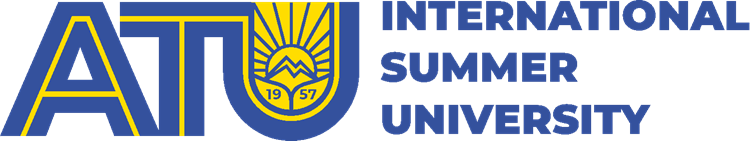 ATU
19 57
INTERNATIONAL
SUMMER
UNIVERSITY